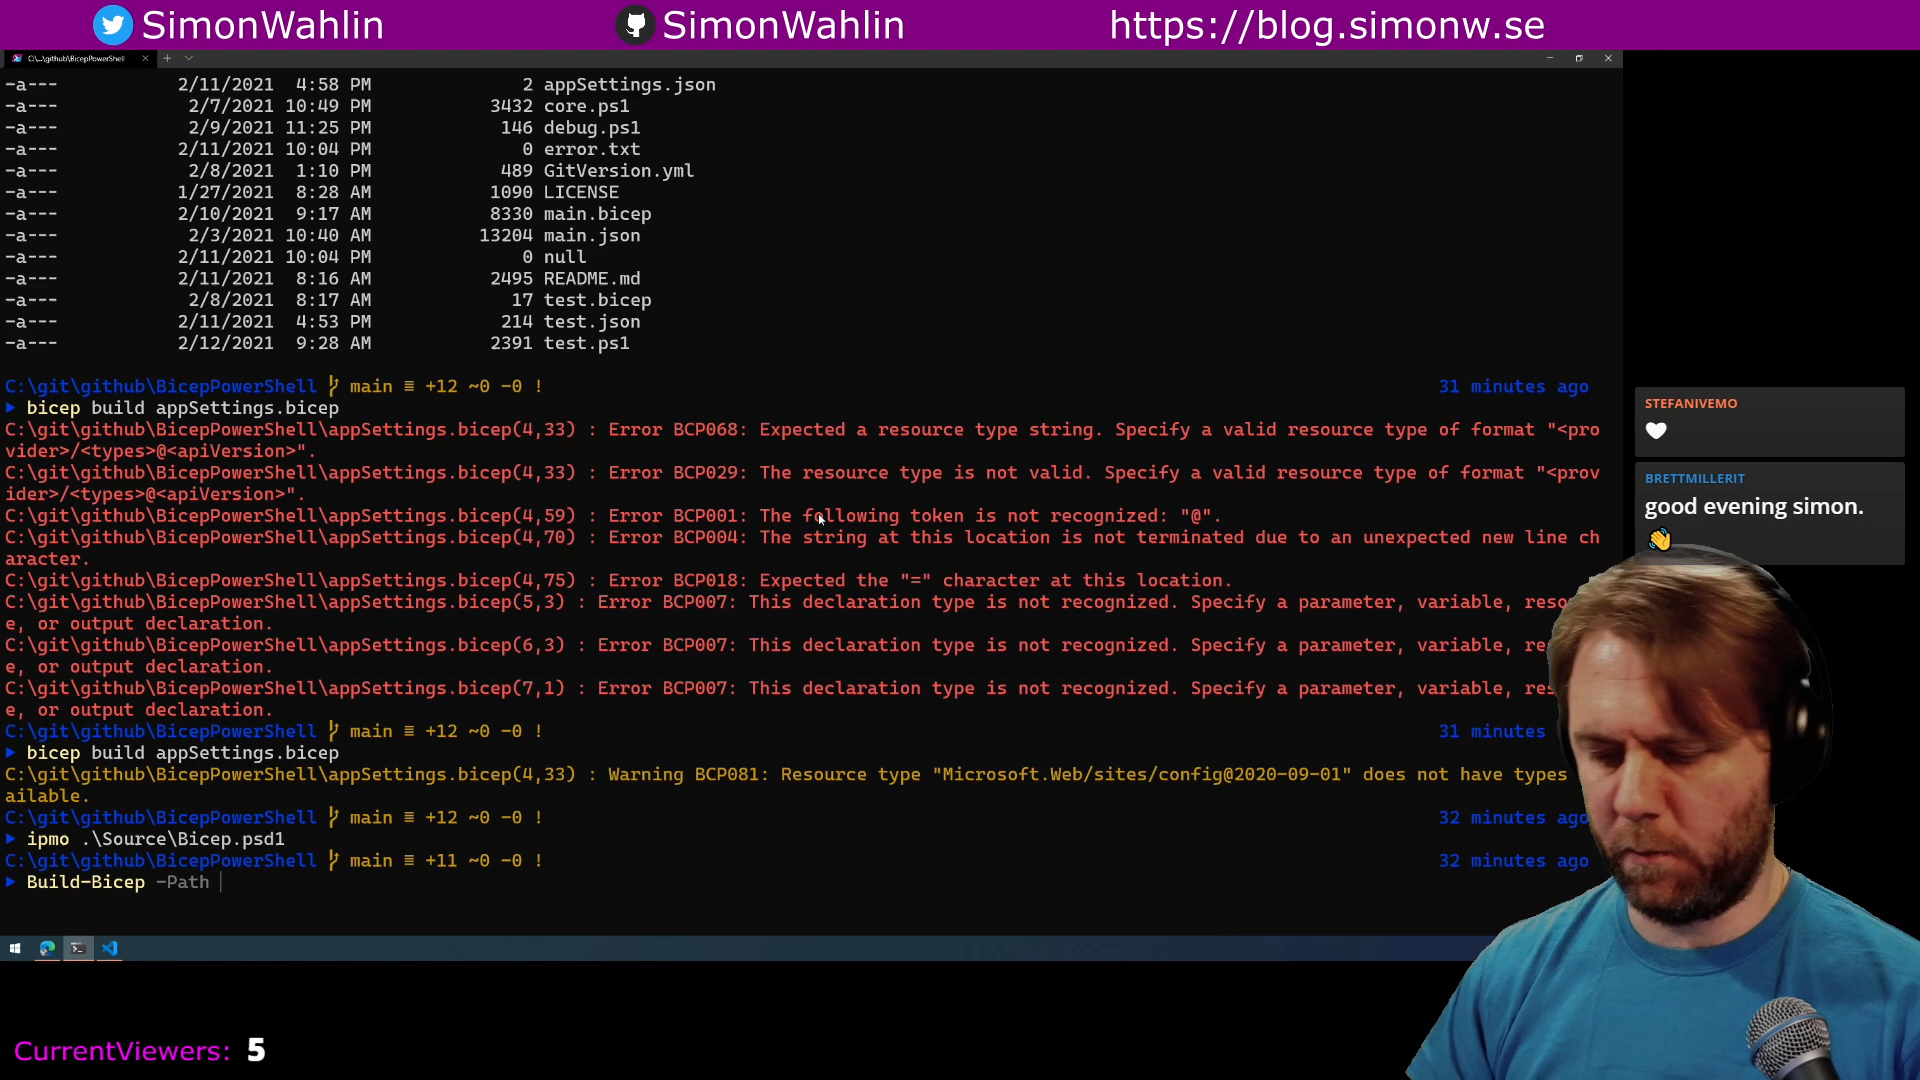 SimonWahlin
SimonWahlin
https://blog.simonw.se
C:\...\github\BicepPowerShell
-a--- 2/11/2021 4:58 PM 2 appSettings.json
-a--- 2/7/2021 10:49 PM 3432 core.ps1
-a--- 2/9/2021 11:25 PM 146 debug.ps1
-a--- 2/11/2021 10:04 PM 0 error.txt
-a--- 2/8/2021 1:10 PM 489 GitVersion.yml
-a--- 1/27/2021 8:28 AM 1090 LICENSE
-a--- 2/10/2021 9:17 AM 8330 main.bicep
-a--- 2/3/2021 10:40 AM 13204 main.json
-a--- 2/11/2021 10:04 PM 0 null
-a--- 2/11/2021 8:16 AM 2495 README.md
-a--- 2/8/2021 8:17 AM 17 test.bicep
-a--- 2/11/2021 4:53 PM 214 test.json
-a--- 2/12/2021 9:28 AM 2391 test.ps1
C:\git\github\BicepPowerShell main ≡ +12 ~0 -0 ! 31 minutes ago
bicep build appSettings.bicep
C:\git\github\BicepPowerShell\appSettings.bicep(4,33) : Error BCP068: Expected a resource type string. Specify a valid resource type of format "<pro
vider>/<types>@<apiVersion>".
C:\git\github\BicepPowerShell\appSettings.bicep(4,33) : Error BCP029: The resource type is not valid. Specify a valid resource type of format "<prov
ider>/<types>@<apiVersion>".
C:\git\github\BicepPowerShell\appSettings.bicep(4,59) : Error BCP001: The following token is not recognized: "@".
C:\git\github\BicepPowerShell\appSettings.bicep(4,70) : Error BCP004: The string at this location is not terminated due to an unexpected new line ch
aracter.
C:\git\github\BicepPowerShell\appSettings.bicep(4,75) : Error BCP018: Expected the "=" character at this location.
C:\git\github\BicepPowerShell\appSettings.bicep(5,3) : Error BCP007: This declaration type is not recognized. Specify a parameter, variable, reso
e, or output declaration.
C:\git\github\BicepPowerShell\appSettings.bicep(6,3) : Error BCP007: This declaration type is not recognized. Specify a parameter, variable, re
e, or output declaration.
C:\git\github\BicepPowerShell\appSettings.bicep(7,1) : Error BCP007: This declaration type is not recognized. Specify a parameter, variable, res
e, or output declaration.
C:\git\github\BicepPowerShell main ≡ +12 ~0 -0 ! 31 minutes
bicep build appSettings.bicep
C:\git\github\BicepPowerShell\appSettings.bicep(4,33) : Warning BCP081: Resource type "Microsoft.Web/sites/config@2020-09-01" does not have types
ailable.
C:\git\github\BicepPowerShell main ≡ +12 ~0 -0 ! 32 minutes ago
ipmo .\Source\Bicep.psd1
C:\git\github\BicepPowerShell main ≡ +11 ~0 -0 ! 32 minutes ago
Build-Bicep -Path
STEFANIVEMO
BRETTMILLERIT
good evening simon.
CurrentViewers: 5